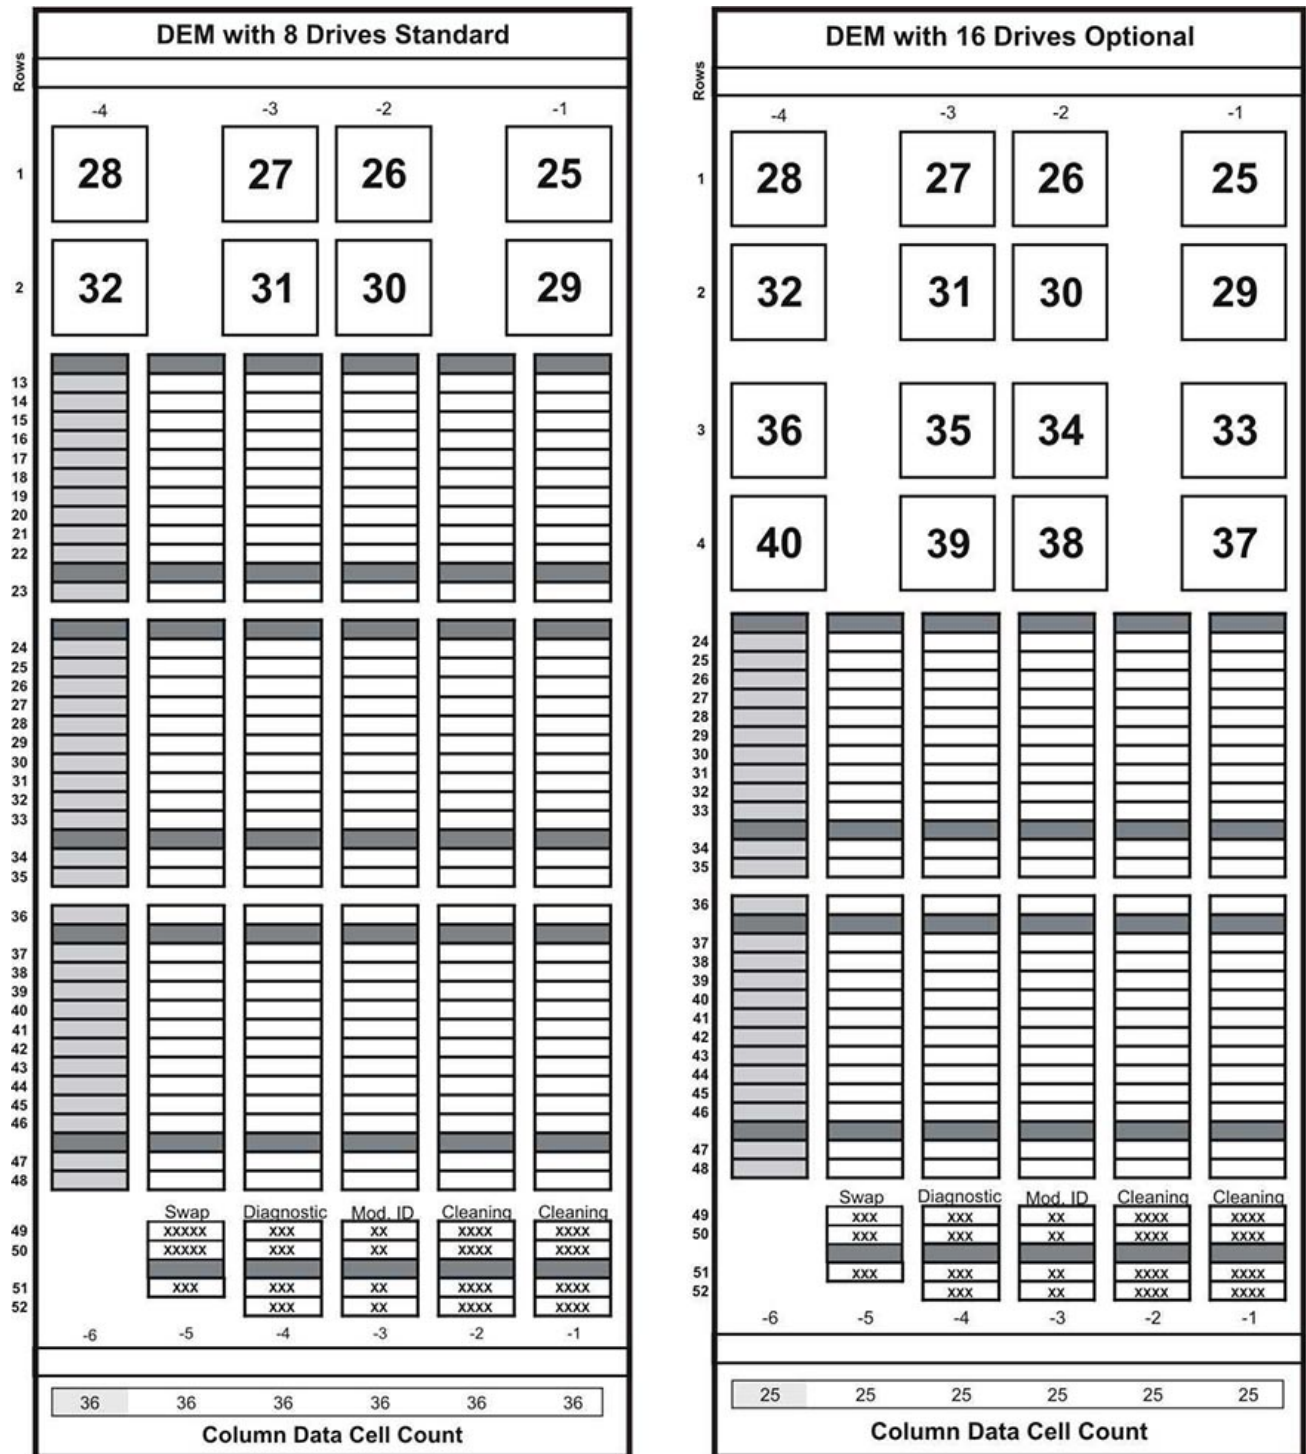 DEM with 8 Drives Standard
Rows
-4 -3 -2 -1
1 28 27 26 25
2 32 31 30 29
13
14
15
16
17
18
19
20
21
22
23
24
25
26
27
28
29
30
31
32
33
34
35
36
37
38
39
40
41
42
43
44
45
46
47
48
Swap Diagnostic Mod. ID Cleaning Cleaning
49 XXXXX XXX XX XXXX XXXX
50 XXXXX XXX XX XXXX XXXX
51 XXX XXX XX XXXX XXXX
52 XXX XX XXXX XXXX
-6 -5 -4 -3 -2 -1
36 36 36 36 36 36
Column Data Cell Count
DEM with 16 Drives Optional
Rows
-4 -3 -2 -1
1 28 27 26 25
2 32 31 30 29
3 36 35 34 33
4 40 39 38 37
24
25
26
27
28
29
30
31
32
33
34
35
36
37
38
39
40
41
42
43
44
45
46
47
48
Swap Diagnostic Mod. ID Cleaning Cleaning
49 XXX XXX XX XXXX XXXX
50 XXX XXX XX XXXX XXXX
51 XXX XXX XX XXXX XXXX
52 XXX XX XXXX XXXX
-6 -5 -4 -3 -2 -1
25 25 25 25 25 25
Column Data Cell Count